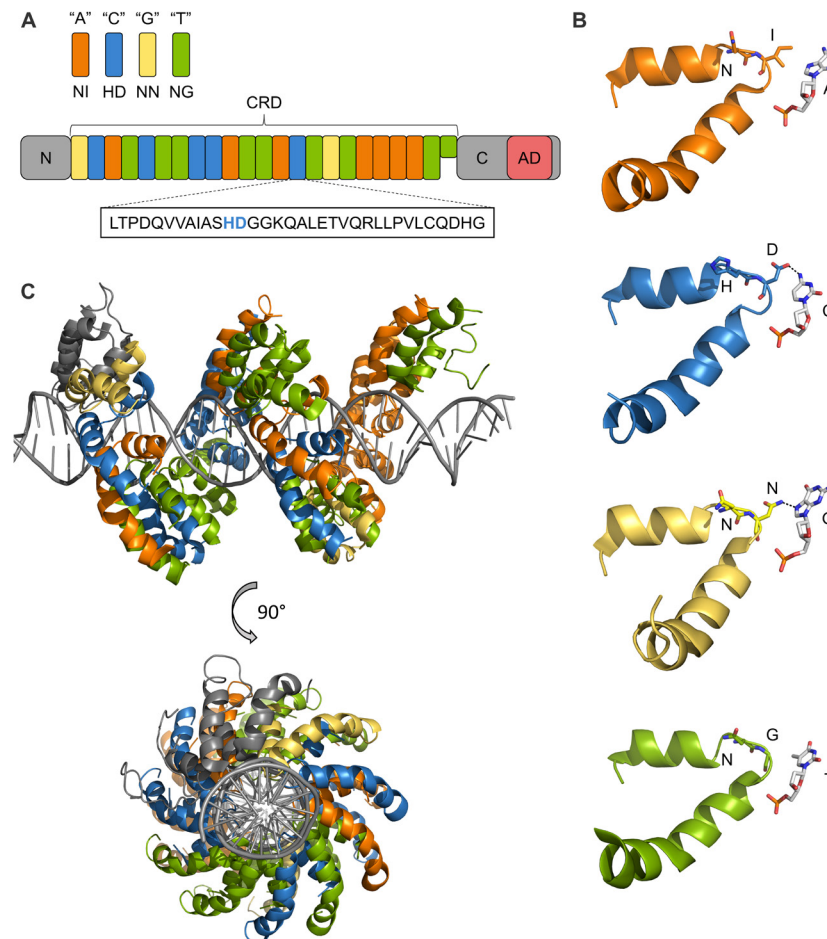 A
"A" "C" "G" "T"
NI HD NN NG
CRD
N C AD
LTPDQVVAIASHDGGKQALETVQRLLPVLCQDHG
B
I
N
D
H
N
N
G
N
C
90°